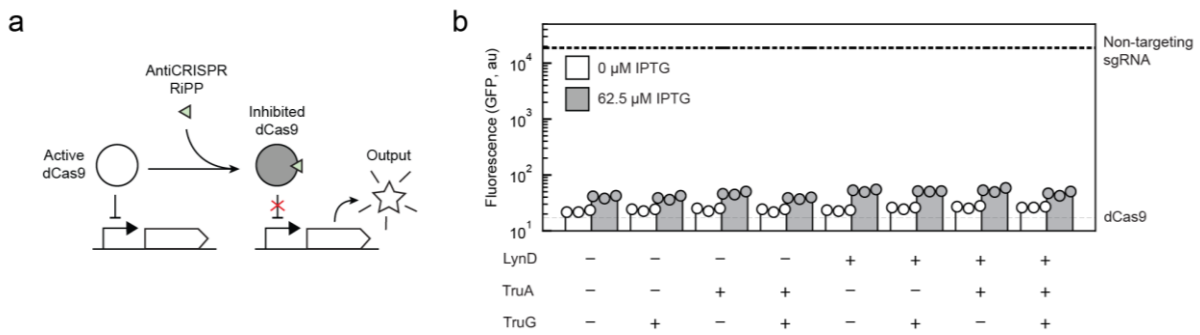 a
AntiCRISPR
RiPP
Active
dCas9
Inhibited
dCas9
Output
b
Fluorescence (GFP, au)
10⁴
10³
10²
10¹
0 µM IPTG
62.5 µM IPTG
Non-targeting
sgRNA
dCas9
LynD − − − − + + + +
TruA − − + + − − + +
TruG − + − + − + − +